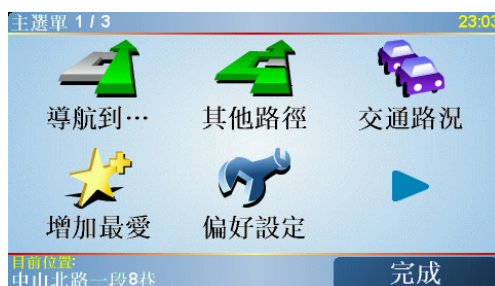 主選單 1 / 3
23:03
導航到…
其他路徑
交通路況
增加最愛
偏好設定
目前位置:
中山北路一段8巷
完成